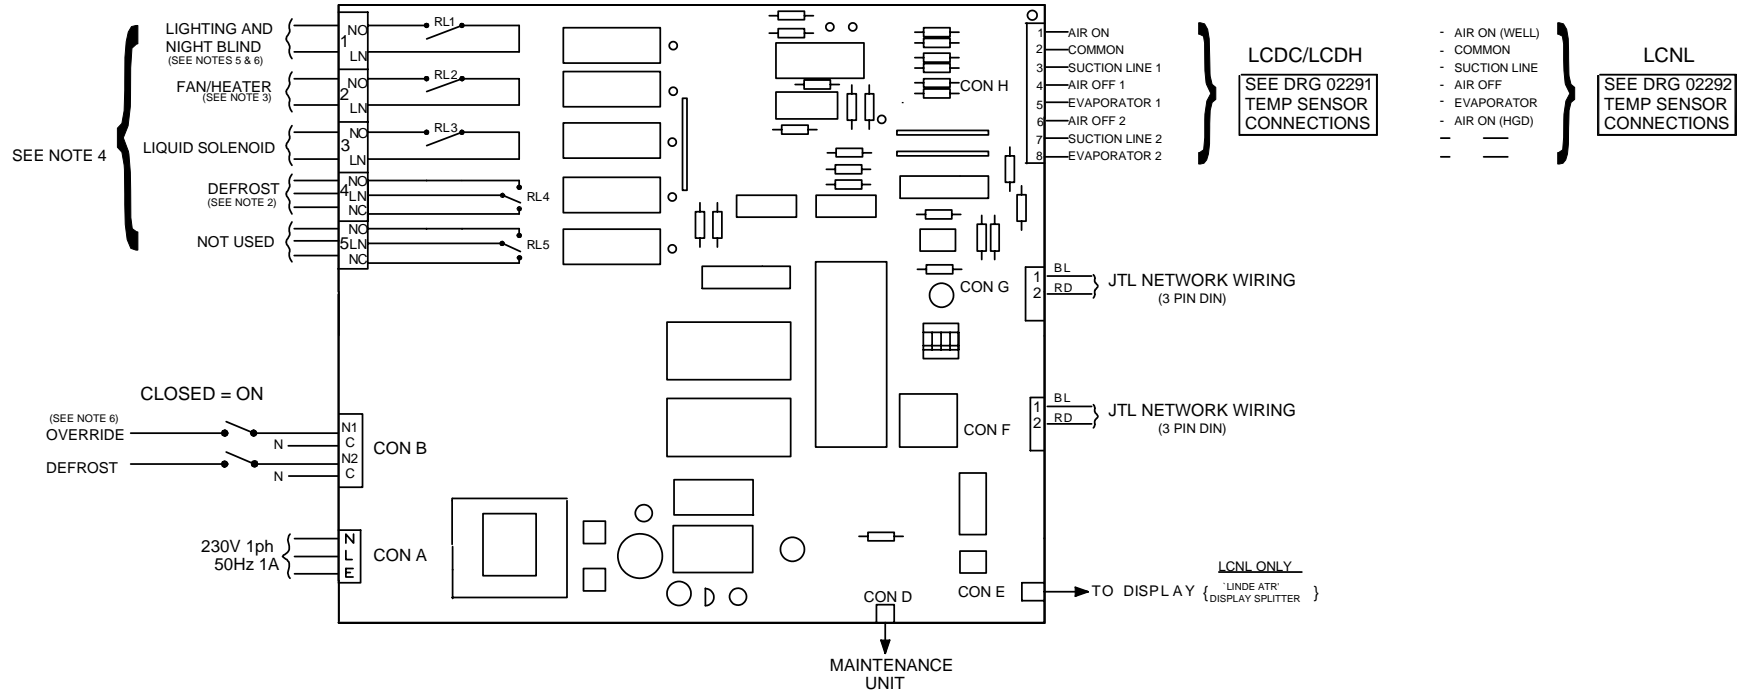 LIGHTING AND
NIGHT BLIND
(SEE NOTES 5 & 6)
FAN/HEATER
(SEE NOTE 3)
LIQUID SOLENOID
SEE NOTE 4
DEFROST
(SEE NOTE 2)
NOT USED
1
NO
LN
2
NO
LN
3
NO
LN
4
NO
LN
NC
5
NO
LN
NC
RL1
RL2
RL3
RL4
RL5
CLOSED = ON
(SEE NOTE 6)
OVERRIDE
N
DEFROST
N
N1
C
N2
C
CON B
230V 1ph
50Hz 1A
N
L
E
CON A
CON H
1 AIR ON
2 COMMON
3 SUCTION LINE 1
4 AIR OFF 1
5 EVAPORATOR 1
6 AIR OFF 2
7 SUCTION LINE 2
8 EVAPORATOR 2
LCDC/LCDH
SEE DRG 02291
TEMP SENSOR
CONNECTIONS
- AIR ON (WELL)
- COMMON
- SUCTION LINE
- AIR OFF
- EVAPORATOR
- AIR ON (HGD)
LCNL
SEE DRG 02292
TEMP SENSOR
CONNECTIONS
CON G
1 BL
2 RD
JTL NETWORK WIRING
(3 PIN DIN)
CON F
1 BL
2 RD
JTL NETWORK WIRING
(3 PIN DIN)
CON E
TO DISPLAY
LCNL ONLY
{ `LINDE ATR'
DISPLAY SPLITTER }
CON D
MAINTENANCE
UNIT